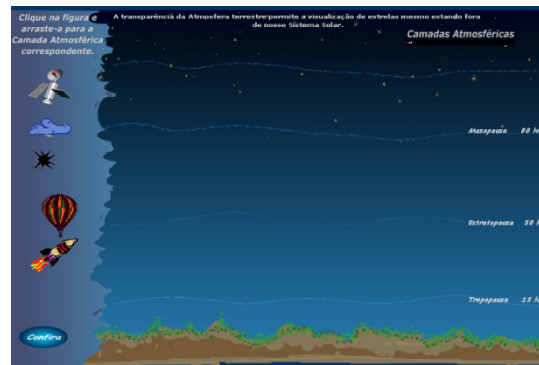 Clique na figura e
arraste-a para a
Camada Atmosférica
correspondente.
A transparência da Atmosfera terrestre permite a visualização de estrelas mesmo estando fora
de nosso Sistema Solar.
Camadas Atmosféricas
Mesopausa 80
Estratopausa 50
Tropopausa 15
Confira